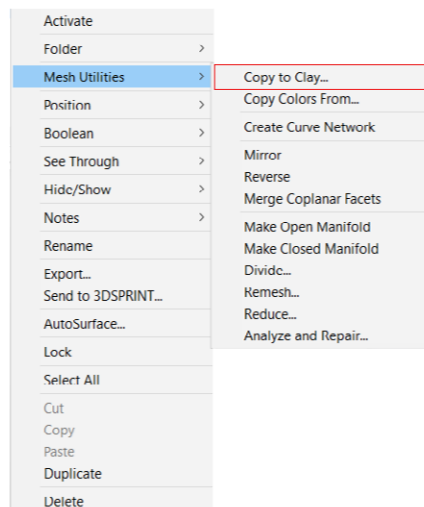 Activate
Folder
Mesh Utilities
Position
Boolean
See Through
Hide/Show
Notes
Rename
Export...
Send to 3DSPRINT...
AutoSurface...
Lock
Select All
Cut
Copy
Paste
Duplicate
Delete
Copy to Clay...
Copy Colors From...
Create Curve Network
Mirror
Reverse
Merge Coplanar Facets
Make Open Manifold
Make Closed Manifold
Divide...
Remesh...
Reduce...
Analyze and Repair...